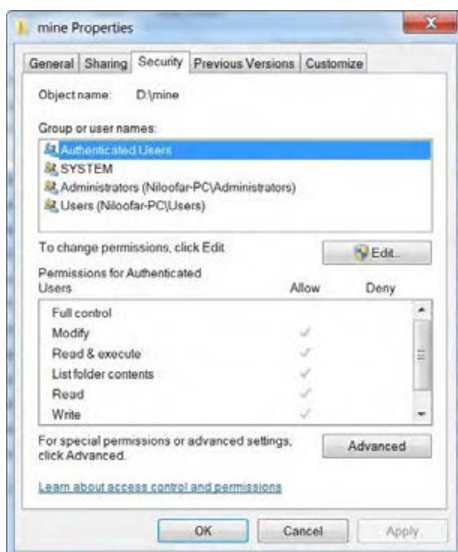 mine Properties
X
General Sharing Security Previous Versions Customize
Object name: D:\mine
Group or user names:
Authenticated Users
SYSTEM
Administrators (Niloofar-PC\Administrators)
Users (Niloofar-PC\Users)
To change permissions, click Edit
Edit...
Permissions for Authenticated
Users
Allow Deny
Full control
Modify
Read & execute
List folder contents
Read
Write
For special permissions or advanced settings,
click Advanced.
Advanced
Learn about access control and permissions
OK Cancel Apply